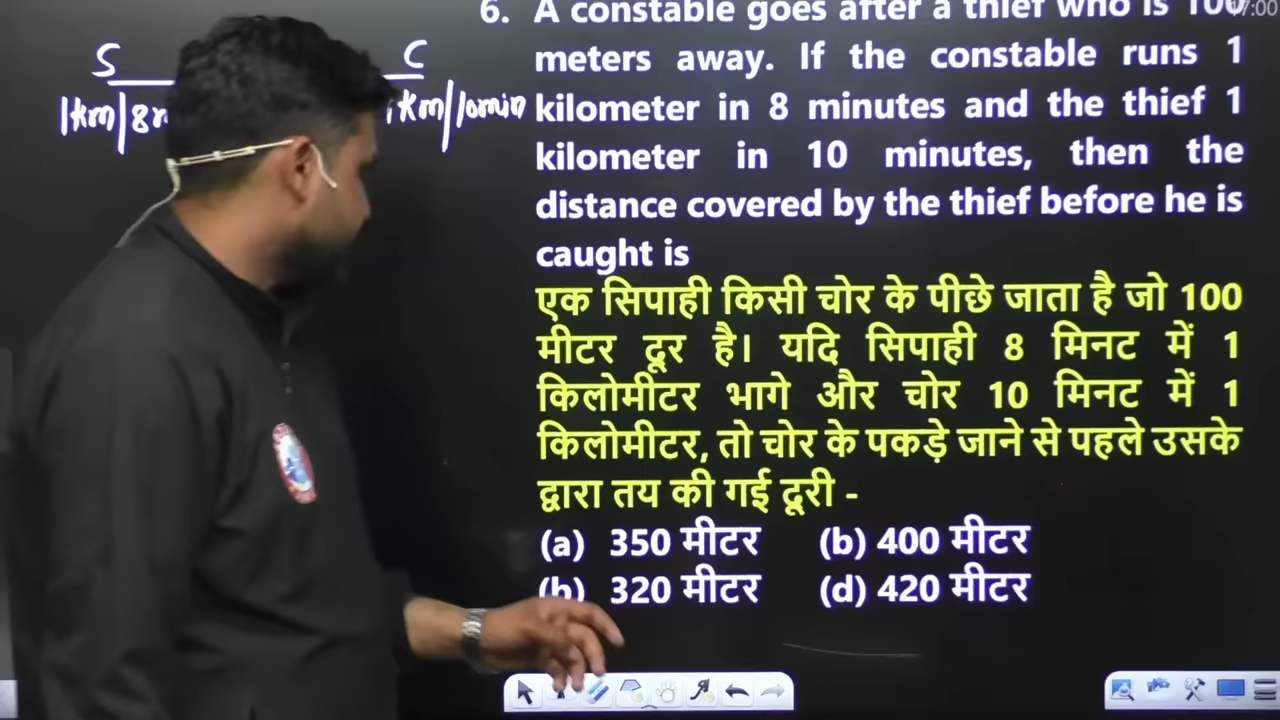 6. A constable goes after a thief who is 100
meters away. If the constable runs 1
kilometer in 8 minutes and the thief 1
kilometer in 10 minutes, then the
distance covered by the thief before he is
caught is
एक सिपाही किसी चोर के पीछे जाता है जो 100
मीटर दूर है। यदि सिपाही 8 मिनट में 1
किलोमीटर भागे और चोर 10 मिनट में 1
किलोमीटर, तो चोर के पकड़े जाने से पहले उसके
द्वारा तय की गई दूरी -
(a) 350 मीटर (b) 400 मीटर
(b) 320 मीटर (d) 420 मीटर
S C
1km/8 1km/10min